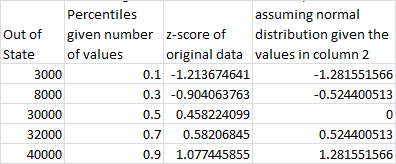 Out of State
Percentiles given number of values
z-score of original data
assuming normal distribution given the values in column 2
3000 0.1 -1.213674641 -1.281551566
8000 0.3 -0.904063763 -0.524400513
30000 0.5 0.458224099 0
32000 0.7 0.58206845 0.524400513
40000 0.9 1.077445855 1.281551566